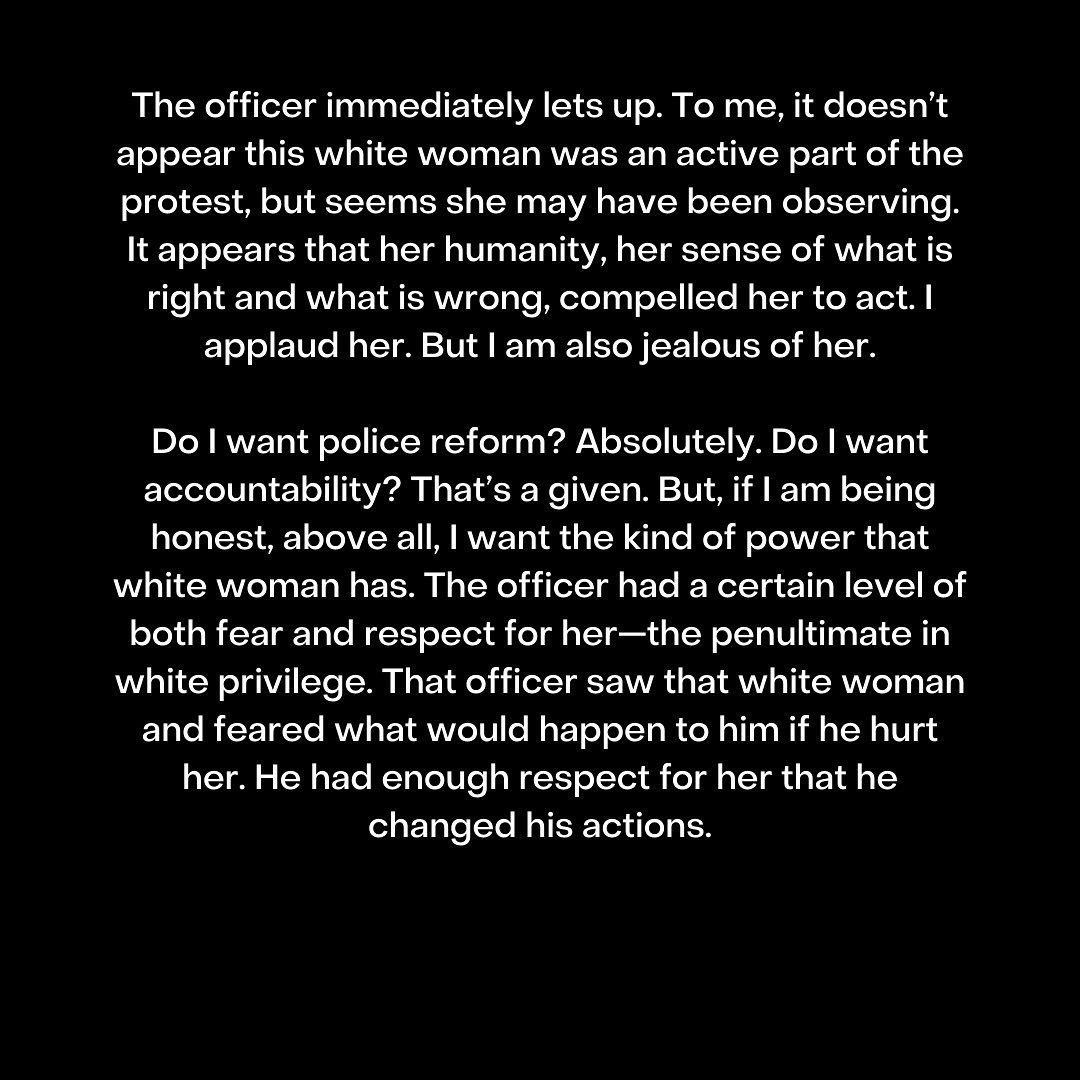 The officer immediately lets up. To me, it doesn’t
appear this white woman was an active part of the
protest, but seems she may have been observing.
It appears that her humanity, her sense of what is
right and what is wrong, compelled her to act. I
applaud her. But I am also jealous of her.
Do I want police reform? Absolutely. Do I want
accountability? That’s a given. But, if I am being
honest, above all, I want the kind of power that
white woman has. The officer had a certain level of
both fear and respect for her—the penultimate in
white privilege. That officer saw that white woman
and feared what would happen to him if he hurt
her. He had enough respect for her that he
changed his actions.